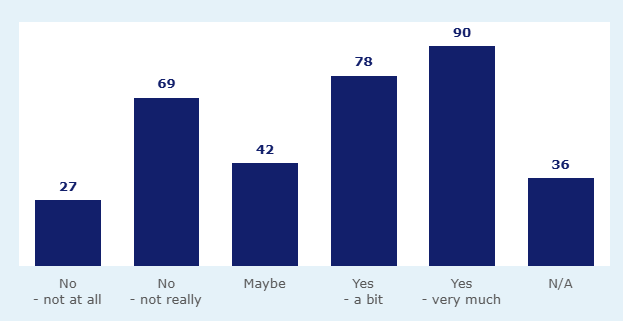 27
69
42
78
90
36
No
- not at all
No
- not really
Maybe
Yes
- a bit
Yes
- very much
N/A